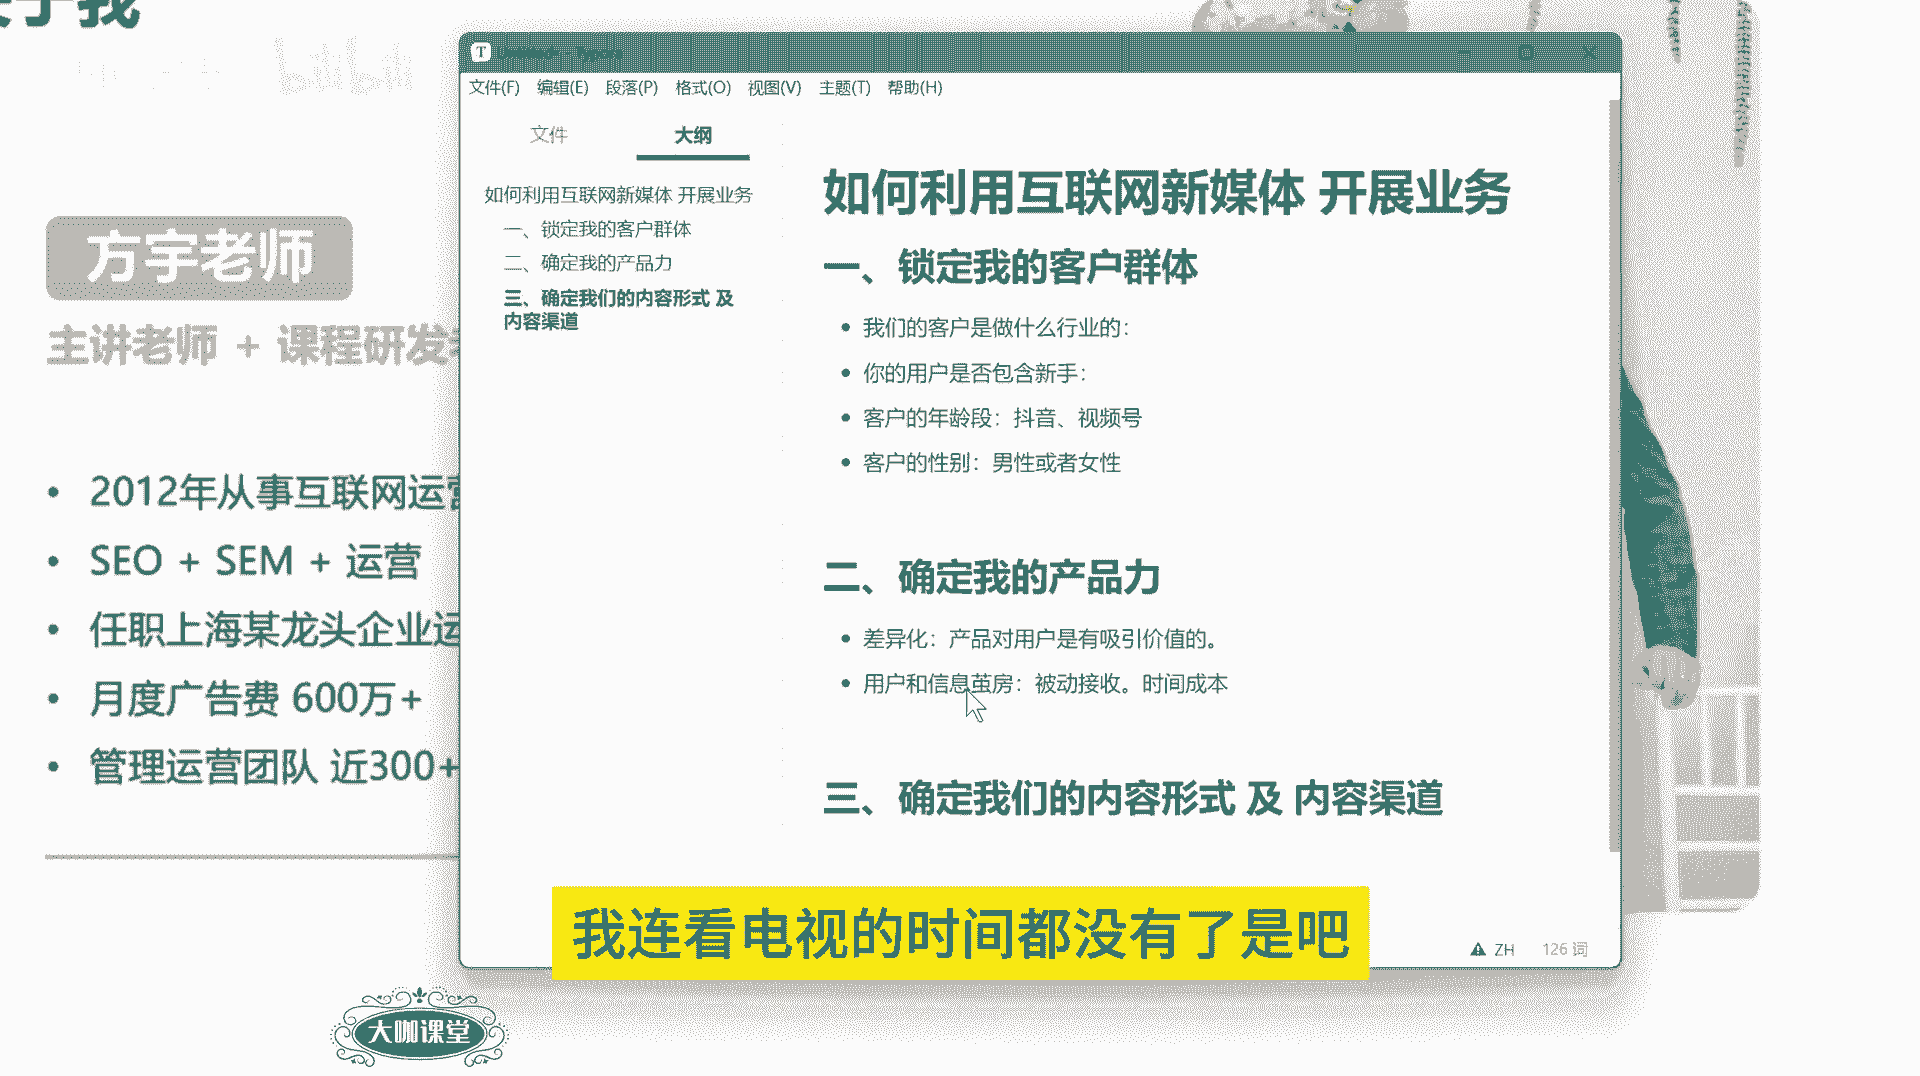 bilibili
方宇老师
主讲老师 + 课程研发
• 2012年从事互联网运营
• SEO + SEM + 运营
• 任职上海某龙头企业运
• 月度广告费 600万+
• 管理运营团队 近300+
文件(F) 编辑(E) 段落(P) 格式(O) 视图(V) 主题(T) 帮助(H)
文件 大纲
如何利用互联网新媒体 开展业务
一、锁定我的客户群体
二、确定我的产品力
三、确定我们的内容形式 及
内容渠道
如何利用互联网新媒体 开展业务
一、锁定我的客户群体
• 我们的客户是做什么行业的：
• 你的用户是否包含新手：
• 客户的年龄段：抖音、视频号
• 客户的性别：男性或者女性
二、确定我的产品力
• 差异化：产品对用户是有吸引价值的。
• 用户和信息茧房：被动接收。时间成本
三、确定我们的内容形式 及 内容渠道
我连看电视的时间都没有了是吧
ZH 126 词
大咖课堂